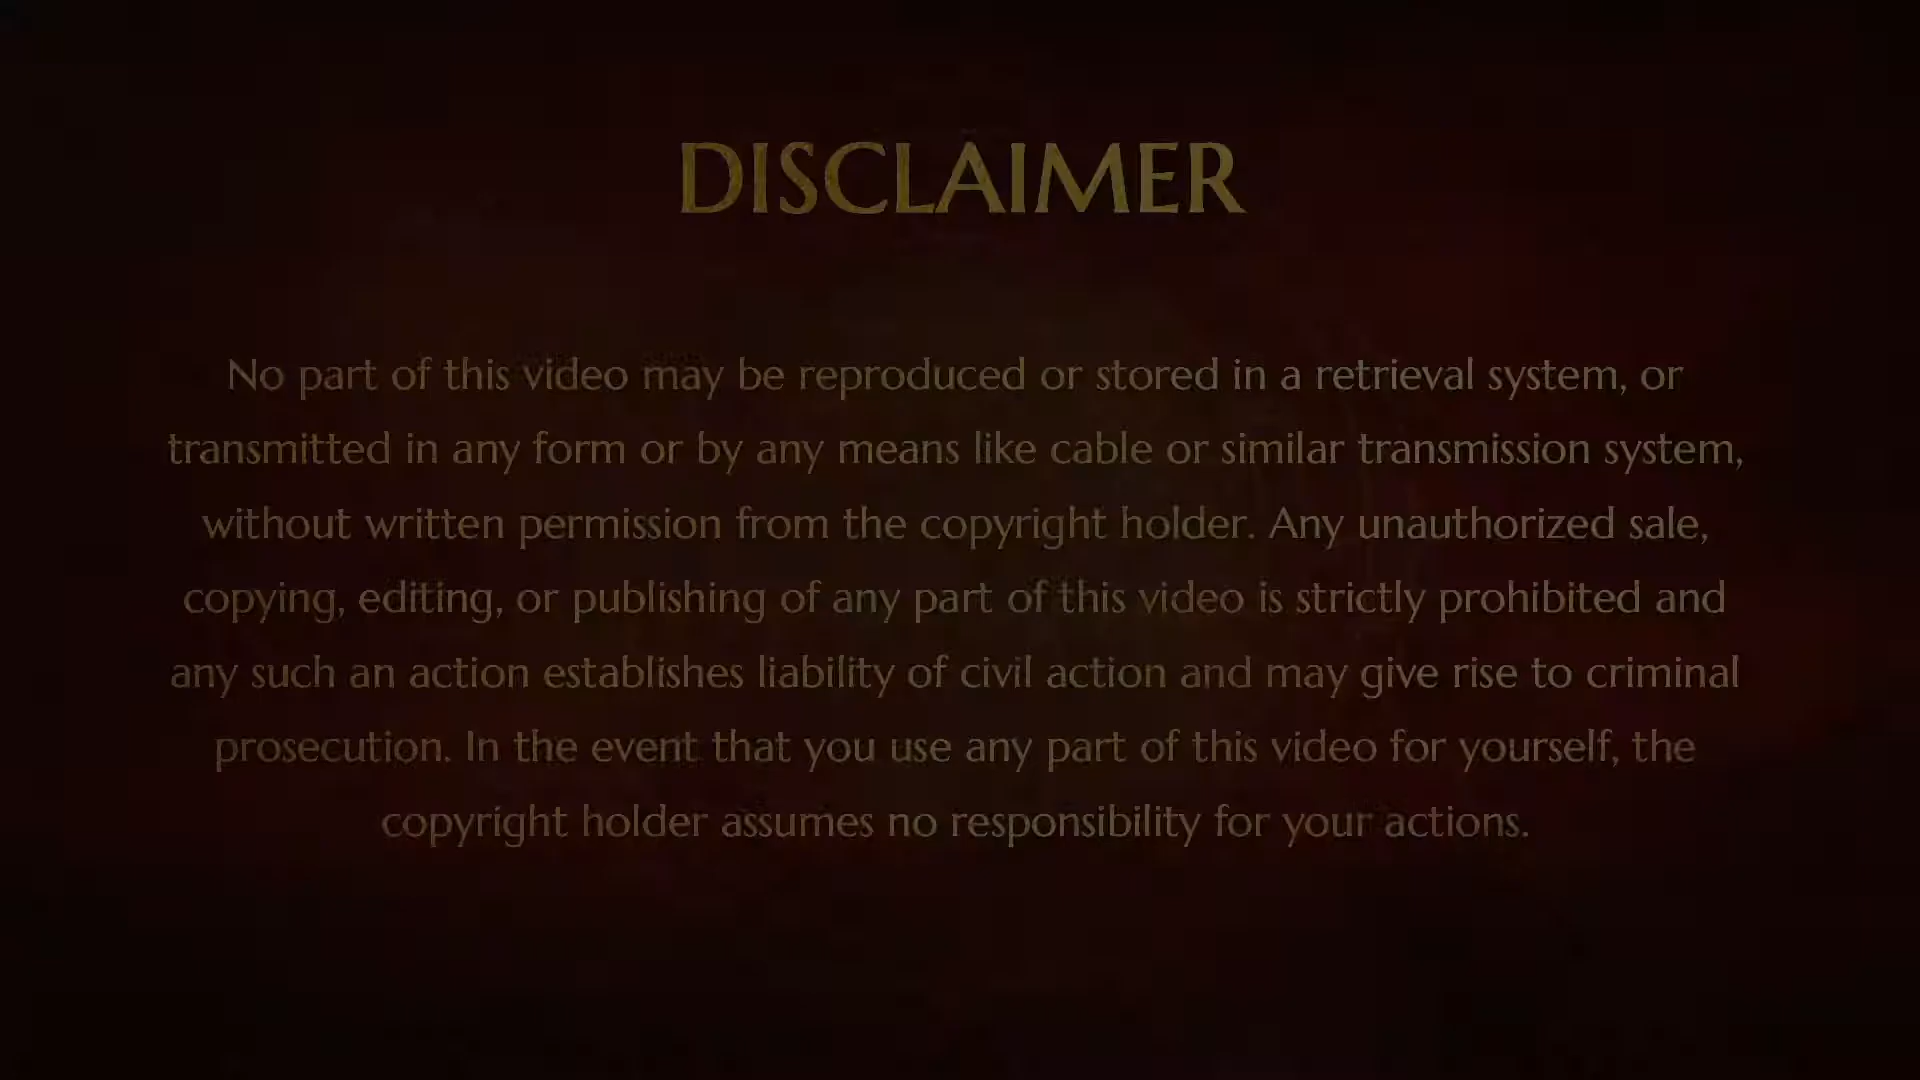 DISCLAIMER
No part of this video may be reproduced or stored in a retrieval system, or
transmitted in any form or by any means like cable or similar transmission system,
without written permission from the copyright holder. Any unauthorized sale,
copying, editing, or publishing of any part of this video is strictly prohibited and
any such an action establishes liability of civil action and may give rise to criminal
prosecution. In the event that you use any part of this video for yourself, the
copyright holder assumes no responsibility for your actions.